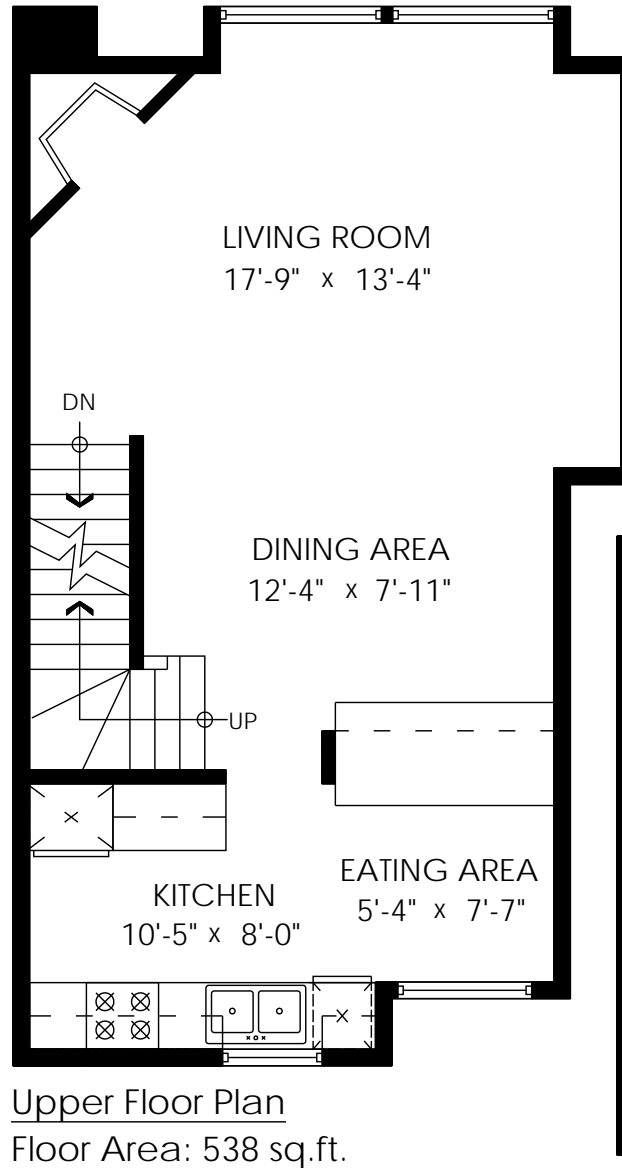 LIVING ROOM
17'-9" x 13'-4"
DN
DINING AREA
12'-4" x 7'-11"
UP
EATING AREA
5'-4" x 7'-7"
KITCHEN
10'-5" x 8'-0"
Upper Floor Plan
Floor Area: 538 sq.ft.